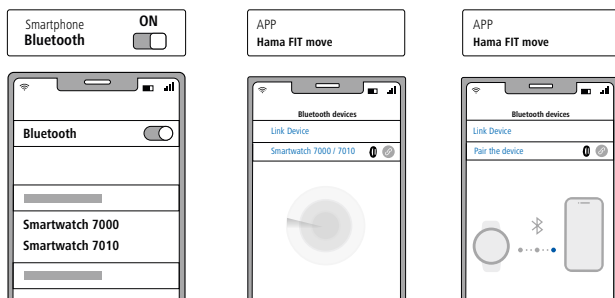 Smartphone
Bluetooth
ON
Bluetooth
Smartwatch 7000
Smartwatch 7010
APP
Hama FIT move
Bluetooth devices
Link Device
Smartwatch 7000 / 7010
APP
Hama FIT move
Bluetooth devices
Link Device
Pair the device